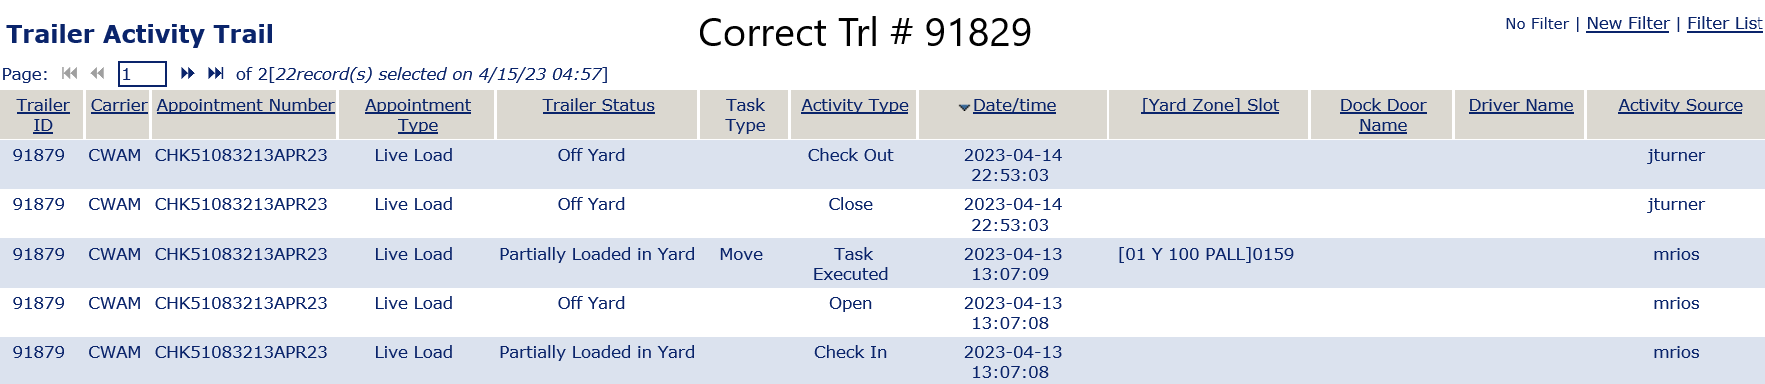 Trailer Activity Trail
Correct Trl # 91829
No Filter | New Filter | Filter List
Page: 1 of 2[22record(s) selected on 4/15/23 04:57]
Trailer ID Carrier Appointment Number Appointment Type Trailer Status Task Type Activity Type Date/time [Yard Zone] Slot Dock Door Name Driver Name Activity Source
91879 CWAM CHK51083213APR23 Live Load Off Yard Check Out 2023-04-14 22:53:03 jturner
91879 CWAM CHK51083213APR23 Live Load Off Yard Close 2023-04-14 22:53:03 jturner
91879 CWAM CHK51083213APR23 Live Load Partially Loaded in Yard Move Task Executed 2023-04-13 13:07:09 [01 Y 100 PALL]0159 mrios
91879 CWAM CHK51083213APR23 Live Load Off Yard Open 2023-04-13 13:07:08 mrios
91879 CWAM CHK51083213APR23 Live Load Partially Loaded in Yard Check In 2023-04-13 13:07:08 mrios